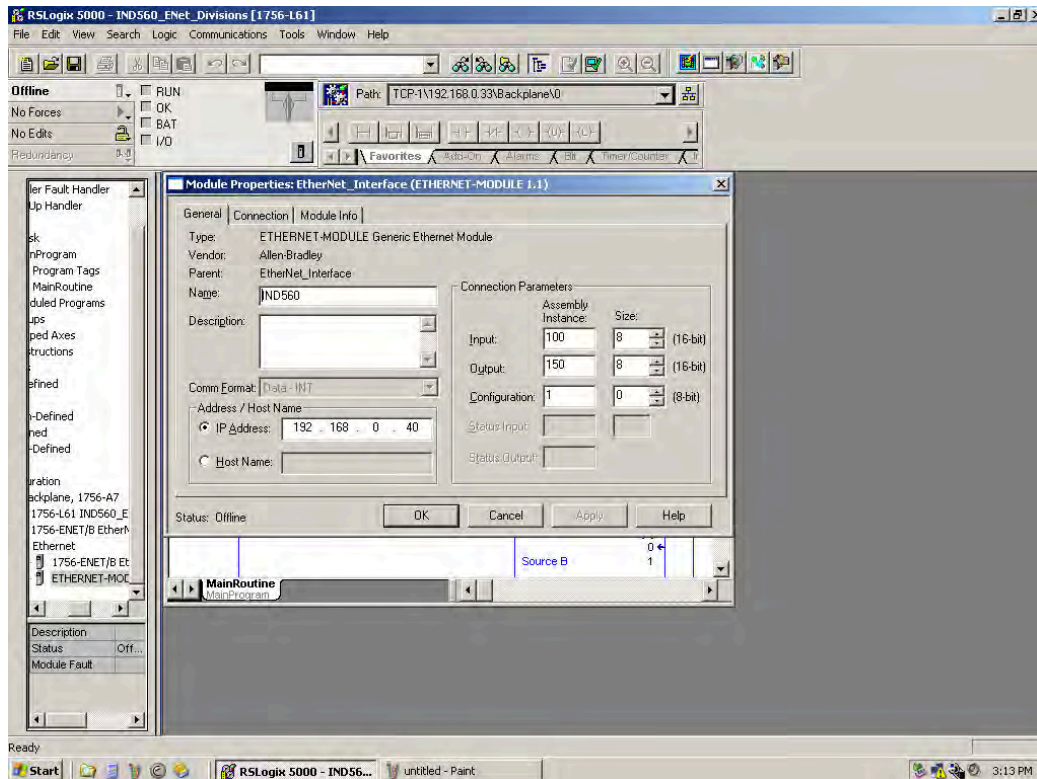 RSLogix 5000 - IND560_ENet_Divisions [1756-L61]
File Edit View Search Logic Communications Tools Window Help
Offline
RUN
No Forces
OK
No Edits
BAT
Redundancy
I/O
Path: TCP-1\192.168.0.33\Backplane\0
Favorites Add-On Alarms Bit Timer/Counter
ler Fault Handler
Up Handler
sk
nProgram
Program Tags
MainRoutine
duled Programs
ups
ped Axes
structions
s
efined
n-Defined
ned
-Defined
uration
ackplane, 1756-A7
1756-L61 IND560_E
1756-ENET/B EtherN
Ethernet
1756-ENET/B Et
ETHERNET-MOD
Description
Status Off...
Module Fault
Module Properties: EtherNet_Interface (ETHERNET-MODULE 1.1)
General Connection Module Info
Type: ETHERNET-MODULE Generic Ethernet Module
Vendor: Allen-Bradley
Parent: EtherNet_Interface
Name: IND560
Description:
Comm Format: Data - INT
Address / Host Name
IP Address: 192 . 168 . 0 . 40
Host Name:
Connection Parameters
Assembly Instance: Size:
Input: 100 8 (16-bit)
Output: 150 8 (16-bit)
Configuration: 1 0 (8-bit)
Status Input:
Status Output:
Status: Offline
OK Cancel Apply Help
0
Source B 1
MainRoutine
MainProgram
Ready
Start RSLogix 5000 - IND56... untitled - Paint 3:13 PM